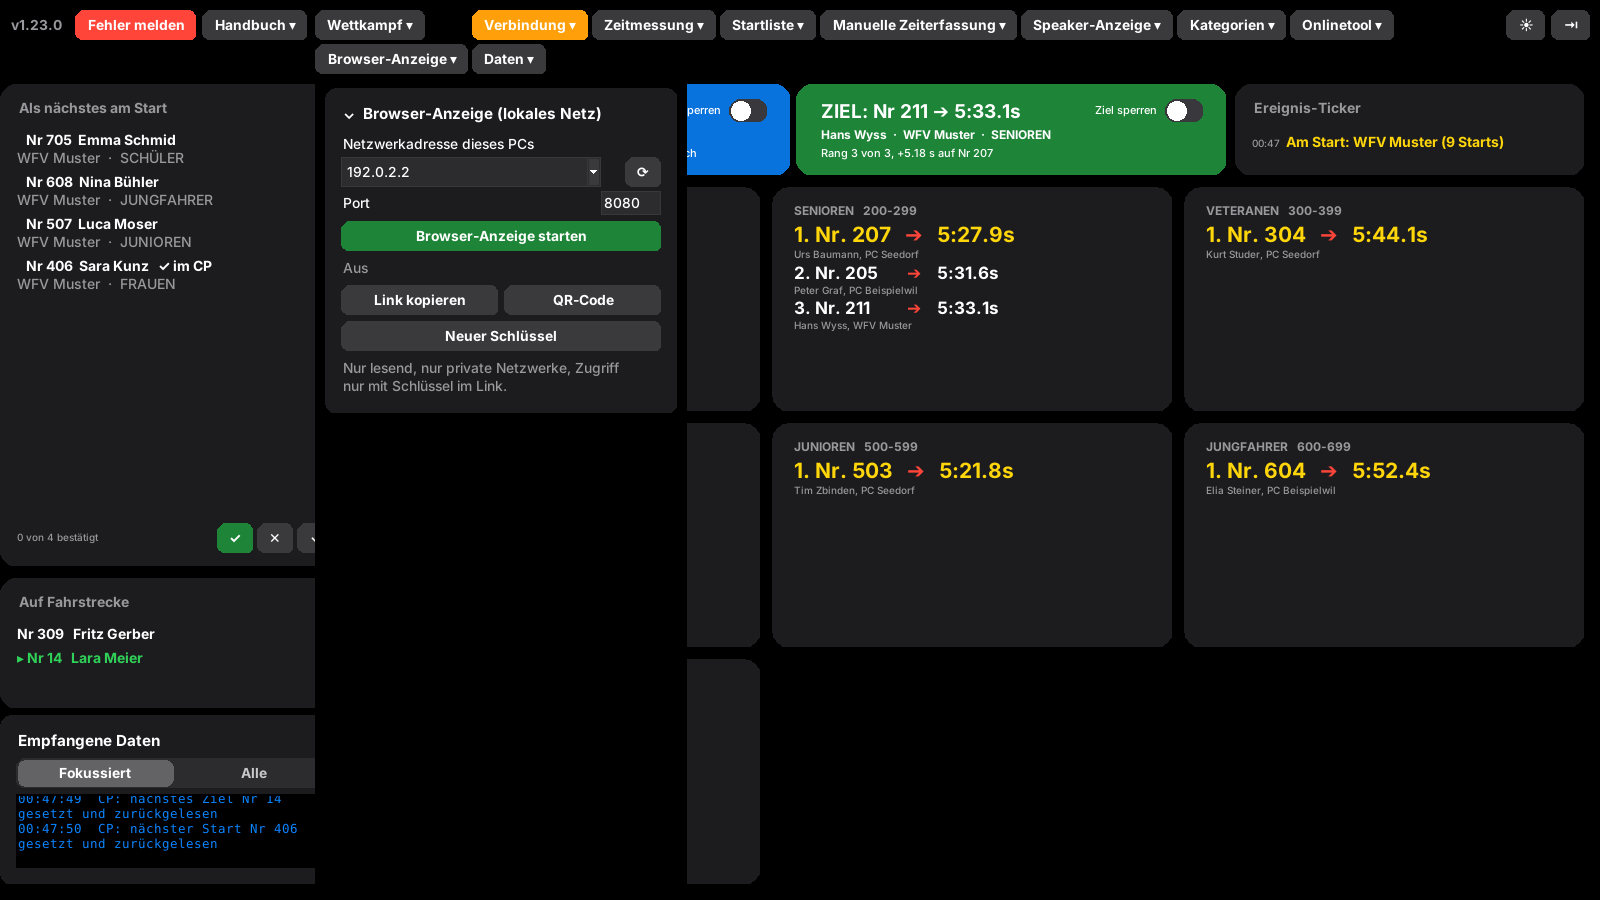 v1.23.0
Fehler melden
Handbuch ▾
Wettkampf ▾
Verbindung ▾
Zeitmessung ▾
Startliste ▾
Manuelle Zeiterfassung ▾
Speaker-Anzeige ▾
Kategorien ▾
Onlinetool ▾
Browser-Anzeige ▾
Daten ▾
Als nächstes am Start
Nr 705 Emma Schmid
WFV Muster · SCHÜLER
Nr 608 Nina Bühler
WFV Muster · JUNGFAHRER
Nr 507 Luca Moser
WFV Muster · JUNIOREN
Nr 406 Sara Kunz ✓ im CP
WFV Muster · FRAUEN
0 von 4 bestätigt
Auf Fahrstrecke
Nr 309 Fritz Gerber
▸ Nr 14 Lara Meier
Empfangene Daten
Fokussiert
Alle
00:47:49 CP: nächstes Ziel Nr 14
gesetzt und zurückgelesen
00:47:50 CP: nächster Start Nr 406
gesetzt und zurückgelesen
Browser-Anzeige (lokales Netz)
Netzwerkadresse dieses PCs
192.0.2.2
Port
8080
Browser-Anzeige starten
Aus
Link kopieren
QR-Code
Neuer Schlüssel
Nur lesend, nur private Netzwerke, Zugriff
nur mit Schlüssel im Link.
perren
ch
ZIEL: Nr 211 ➔ 5:33.1s
Ziel sperren
Hans Wyss · WFV Muster · SENIOREN
Rang 3 von 3, +5.18 s auf Nr 207
Ereignis-Ticker
00:47 Am Start: WFV Muster (9 Starts)
SENIOREN 200-299
1. Nr. 207 ➔ 5:27.9s
Urs Baumann, PC Seedorf
2. Nr. 205 ➔ 5:31.6s
Peter Graf, PC Beispielwil
3. Nr. 211 ➔ 5:33.1s
Hans Wyss, WFV Muster
VETERANEN 300-399
1. Nr. 304 ➔ 5:44.1s
Kurt Studer, PC Seedorf
JUNIOREN 500-599
1. Nr. 503 ➔ 5:21.8s
Tim Zbinden, PC Seedorf
JUNGFAHRER 600-699
1. Nr. 604 ➔ 5:52.4s
Elia Steiner, PC Beispielwil